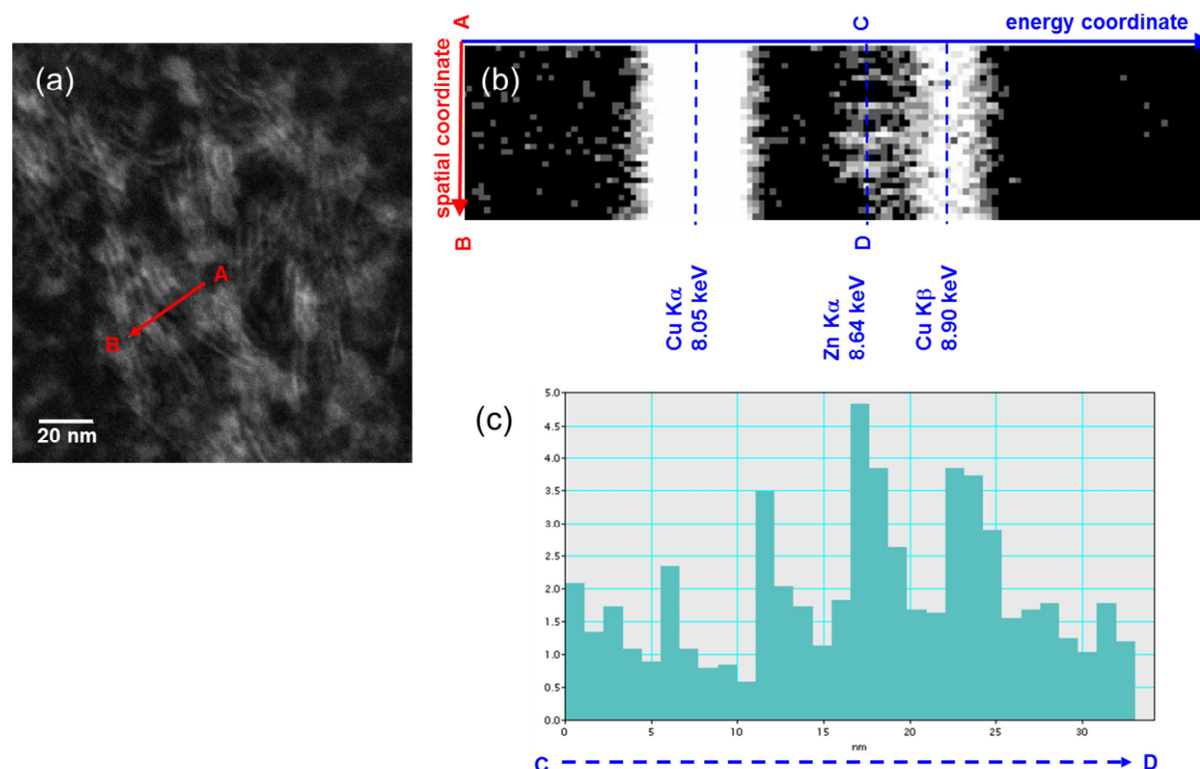 (a)
A
B
20 nm
A
C
energy coordinate
(b)
spatial coordinate
B
D
Cu Kα
8.05 keV
Zn Kα
8.64 keV
Cu Kβ
8.90 keV
(c)
5.0
4.5
4.0
3.5
3.0
2.5
2.0
1.5
1.0
0.5
0.0
0 5 10 15 20 25 30
nm
C D